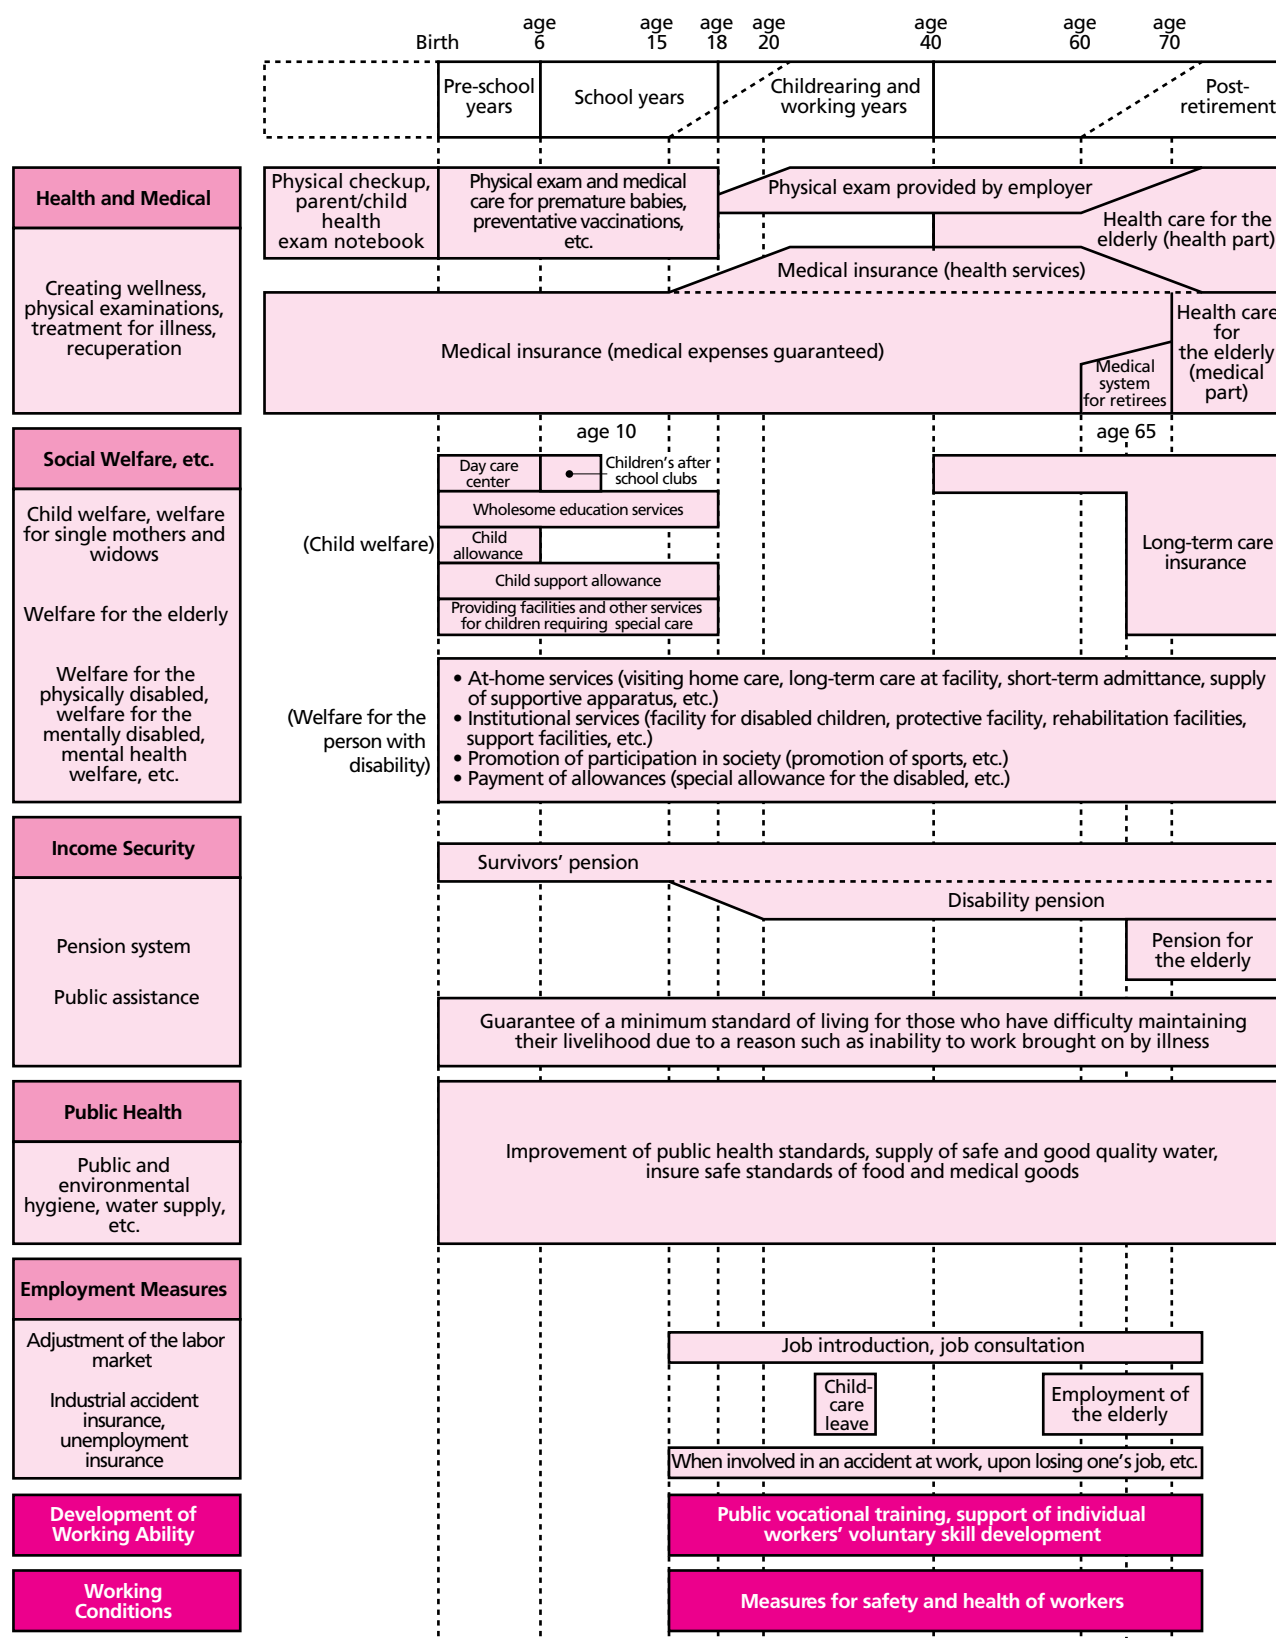 Birth
age
6
age
15
age
18
age
20
age
40
age
60
age
70
Pre-school
years
School years
Childrearing and
working years
Post-
retirement
Health and Medical
Creating wellness,
physical examinations,
treatment for illness,
recuperation
Physical checkup,
parent/child
health
exam notebook
Physical exam and medical
care for premature babies,
preventative vaccinations,
etc.
Physical exam provided by employer
Health care for the
elderly (health part)
Medical insurance (health services)
Medical insurance (medical expenses guaranteed)
Medical
system
for retirees
Health care
for
the elderly
(medical
part)
Social Welfare, etc.
Child welfare, welfare
for single mothers and
widows
Welfare for the elderly
Welfare for the
physically disabled,
welfare for the
mentally disabled,
mental health
welfare, etc.
age 10
age 65
(Child welfare)
Day care
center
Children’s after
school clubs
Wholesome education services
Child
allowance
Child support allowance
Providing facilities and other services
for children requiring special care
Long-term care
insurance
(Welfare for the
person with
disability)
• At-home services (visiting home care, long-term care at facility, short-term admittance, supply
of supportive apparatus, etc.)
• Institutional services (facility for disabled children, protective facility, rehabilitation facilities,
support facilities, etc.)
• Promotion of participation in society (promotion of sports, etc.)
• Payment of allowances (special allowance for the disabled, etc.)
Income Security
Pension system
Public assistance
Survivors’ pension
Disability pension
Pension for
the elderly
Guarantee of a minimum standard of living for those who have difficulty maintaining
their livelihood due to a reason such as inability to work brought on by illness
Public Health
Public and
environmental
hygiene, water supply,
etc.
Improvement of public health standards, supply of safe and good quality water,
insure safe standards of food and medical goods
Employment Measures
Adjustment of the labor
market
Industrial accident
insurance,
unemployment
insurance
Job introduction, job consultation
Child-
care
leave
Employment of
the elderly
When involved in an accident at work, upon losing one’s job, etc.
Development of
Working Ability
Public vocational training, support of individual
workers’ voluntary skill development
Working
Conditions
Measures for safety and health of workers